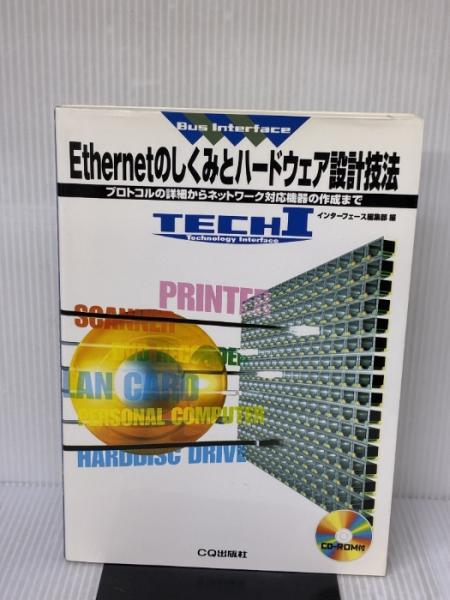 Bus Interface
Ethernetのしくみとハードウェア設計技法
プロトコルの詳細からネットワーク対応機器の作成まで
TECH I
Technology Interface
インターフェース編集部 編
PRINTER
SCANNER
LAN CARD
PERSONAL COMPUTER
HARDDISC DRIVE
CD-ROM付
CQ出版社